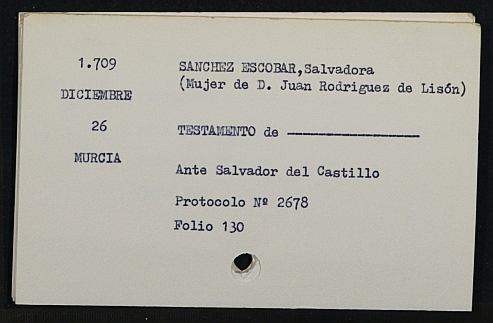 1.709
DICIEMBRE
26
MURCIA
SANCHEZ ESCOBAR,Salvadora
(Mujer de D. Juan Rodriguez de Lisón)
TESTAMENTO de -------------------
Ante Salvador del Castillo
Protocolo Nº 2678
Folio 130